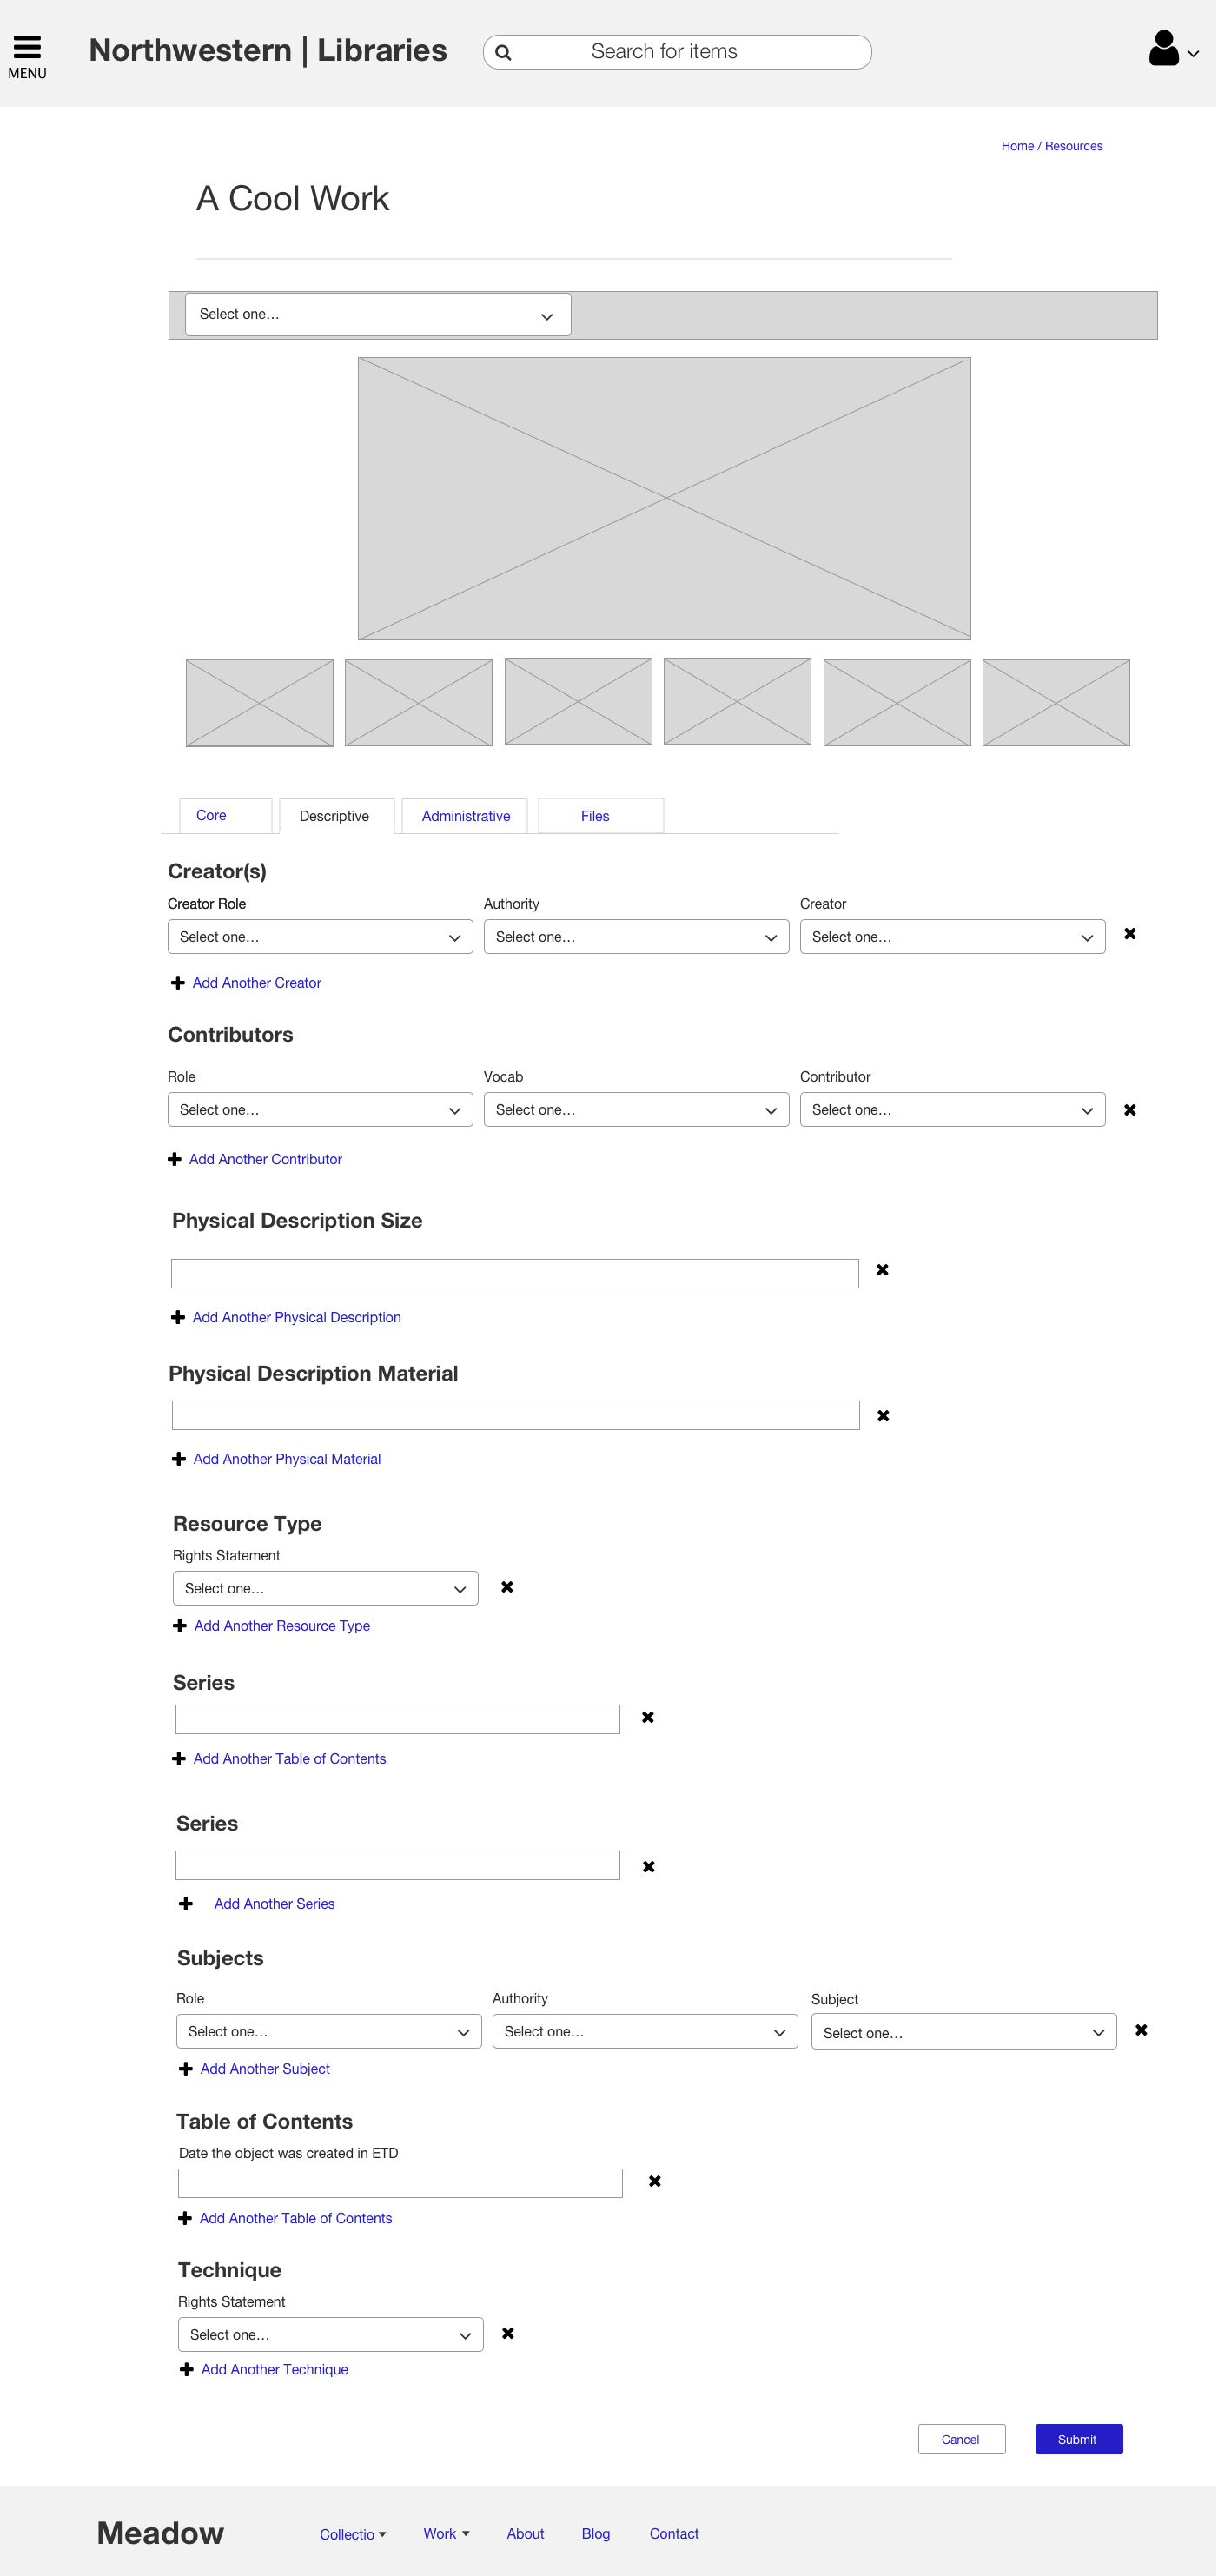 MENU
Northwestern | Libraries
Search for items
Home / Resources
A Cool Work
Select one...
Core Descriptive Administrative Files
Creator(s)
Creator Role Authority Creator
Select one... Select one... Select one...
Add Another Creator
Contributors
Role Vocab Contributor
Select one... Select one... Select one...
Add Another Contributor
Physical Description Size
Add Another Physical Description
Physical Description Material
Add Another Physical Material
Resource Type
Rights Statement
Select one...
Add Another Resource Type
Series
Add Another Table of Contents
Series
Add Another Series
Subjects
Role Authority Subject
Select one... Select one... Select one...
Add Another Subject
Table of Contents
Date the object was created in ETD
Add Another Table of Contents
Technique
Rights Statement
Select one...
Add Another Technique
Cancel Submit
Meadow Collectio Work About Blog Contact